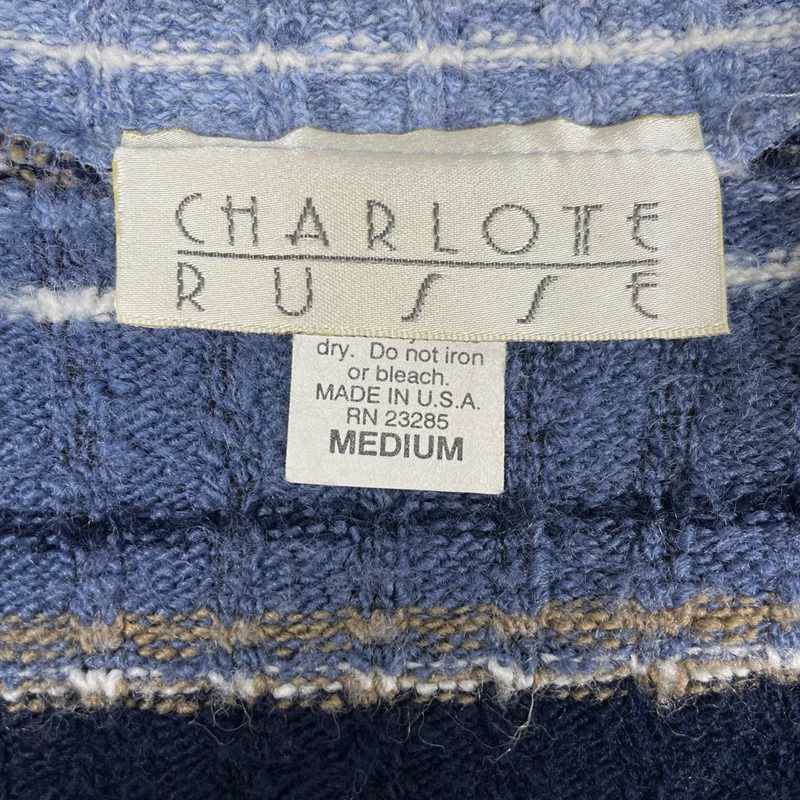 CHARLOTTE
RUSSE
dry. Do not iron
or bleach.
MADE IN U.S.A.
RN 23285
MEDIUM